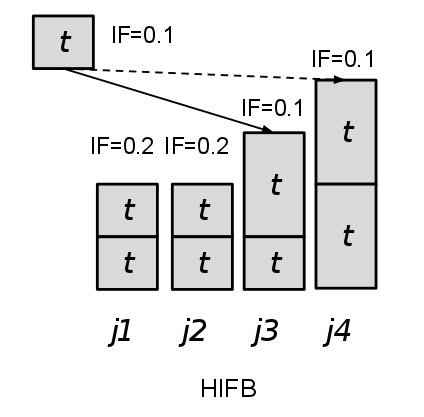 t IF=0.1
IF=0.1
IF=0.1
IF=0.2 IF=0.2
t
t
t
t t
t
t t t
j1 j2 j3 j4
HIFB